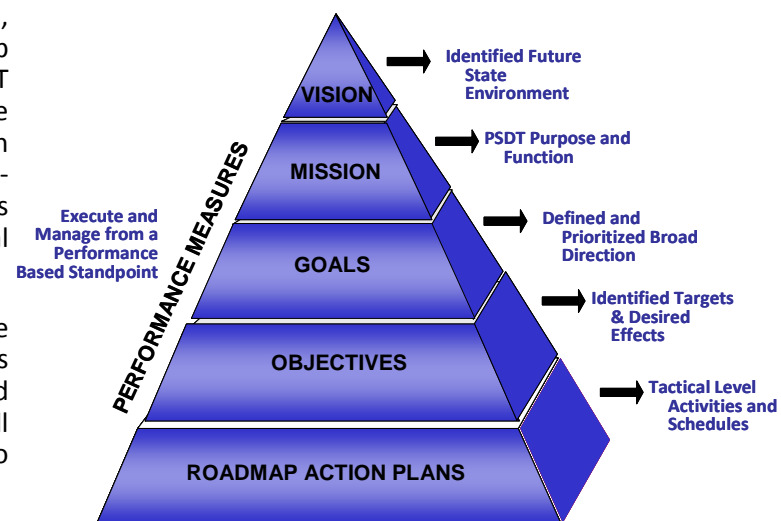 VISION
Identified Future
State
Environment
MISSION
PSDT Purpose and
Function
PERFORMANCE MEASURES
Execute and
Manage from a
Performance
Based Standpoint
GOALS
Defined and
Prioritized Broad
Direction
OBJECTIVES
Identified Targets
& Desired
Effects
ROADMAP ACTION PLANS
Tactical Level
Activities and
Schedules